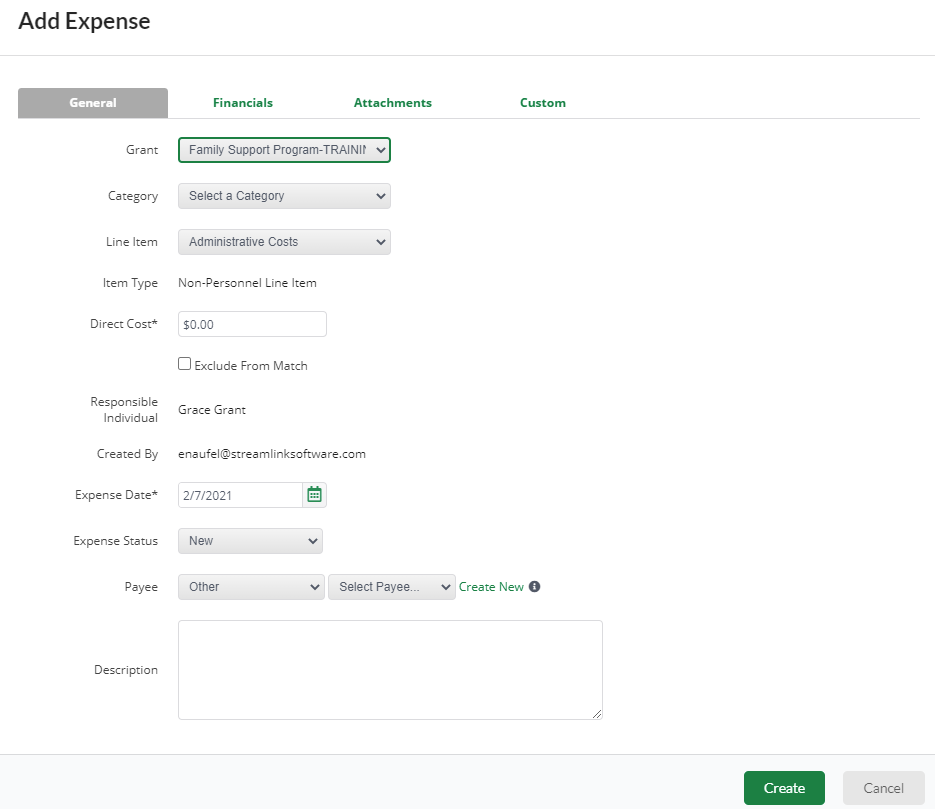 Add Expense
General Financials Attachments Custom
Grant Family Support Program-TRAININ
Category Select a Category
Line Item Administrative Costs
Item Type Non-Personnel Line Item
Direct Cost* $0.00
Exclude From Match
Responsible
Individual Grace Grant
Created By enaufel@streamlinksoftware.com
Expense Date* 2/7/2021
Expense Status New
Payee Other Select Payee... Create New
Description
Create Cancel